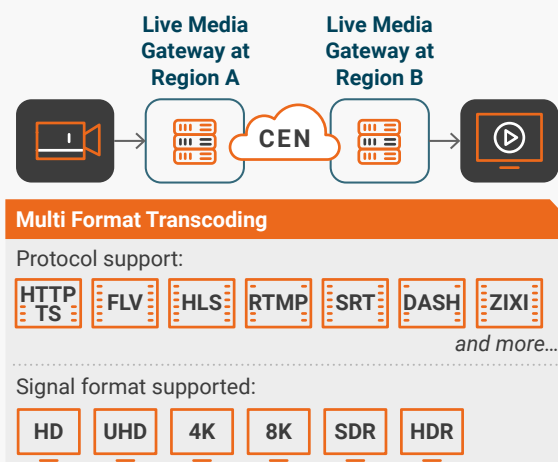 Live Media
Gateway at
Region A
Live Media
Gateway at
Region B
CEN
Multi Format Transcoding
Protocol support:
HTTP
TS
FLV
HLS
RTMP
SRT
DASH
ZIXI
and more...
Signal format supported:
HD
UHD
4K
8K
SDR
HDR